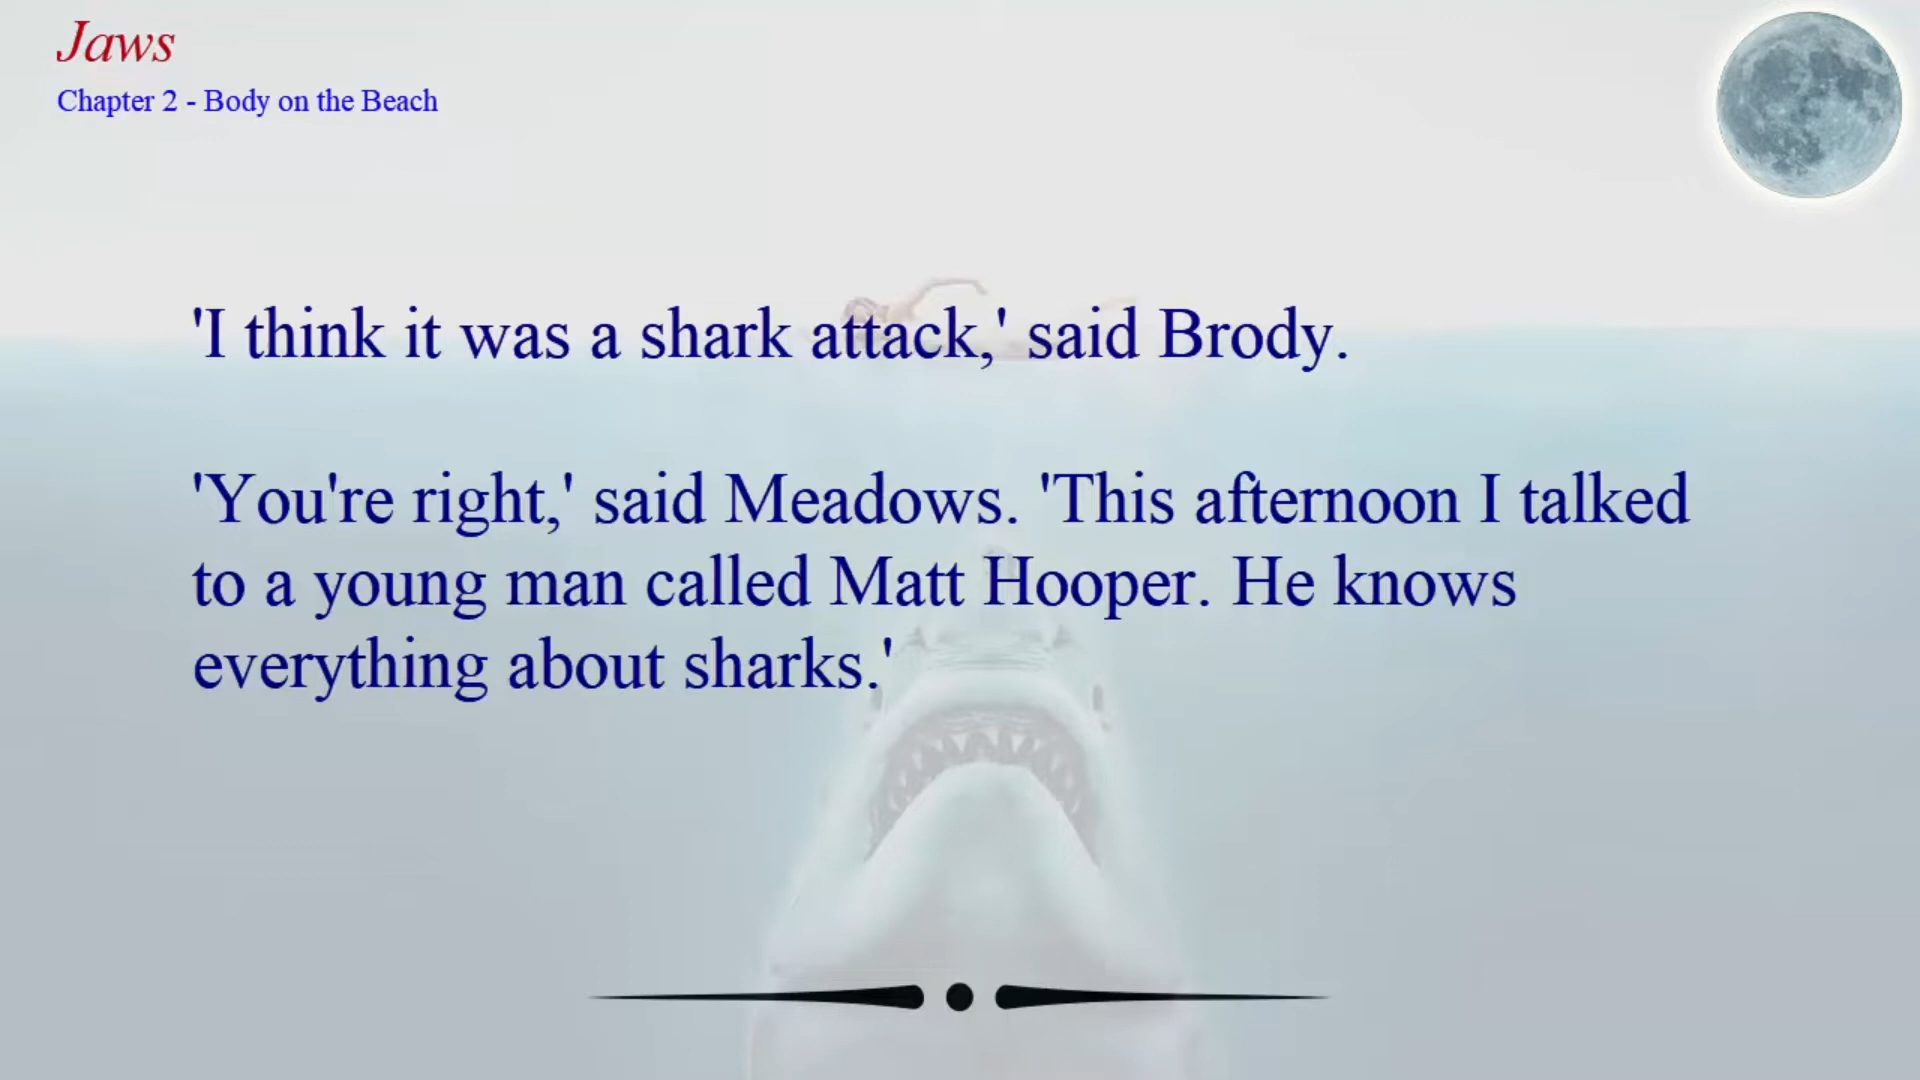 Jaws
Chapter 2 - Body on the Beach
'I think it was a shark attack,' said Brody.
'You're right,' said Meadows. 'This afternoon I talked
to a young man called Matt Hooper. He knows
everything about sharks.'